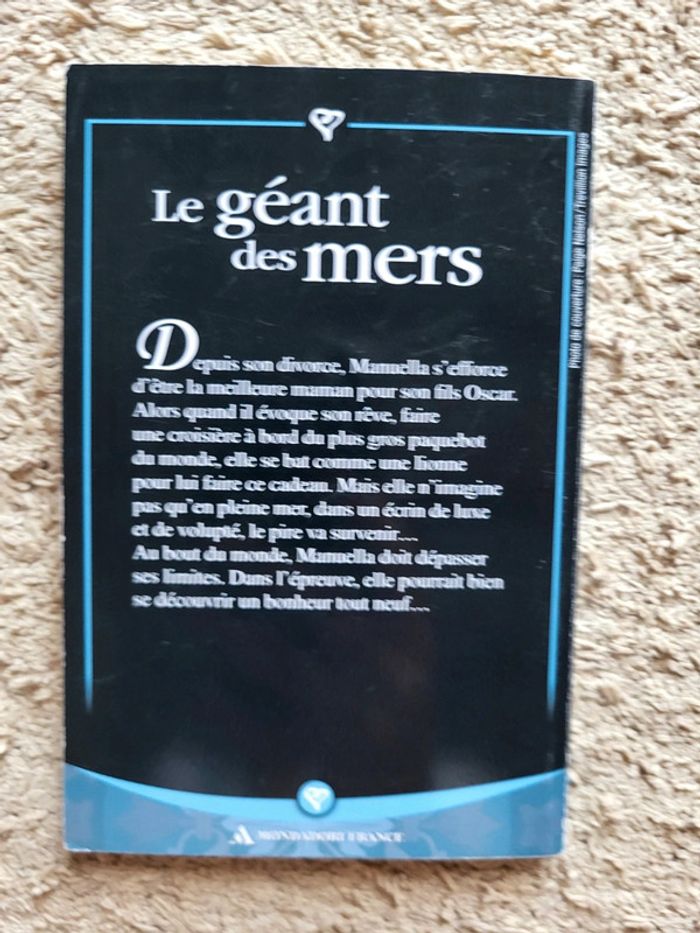 Le géant
des mers
Depuis son divorce, Manuella s'efforce
d'être la meilleure maman pour son fils Oscar.
Alors quand il évoque son rêve, faire
une croisière à bord du plus gros paquebot
du monde, elle se bat comme une lionne
pour lui faire ce cadeau. Mais elle n'imagine
pas qu'en pleine mer, dans un écrin de luxe
et de volupté, le pire va survenir…
Au bout du monde, Manuella doit dépasser
ses limites. Dans l'épreuve, elle pourrait bien
se découvrir un bonheur tout neuf…
Photo de couverture : Paige Nelson / Trevillion Images
MONDADORI FRANCE